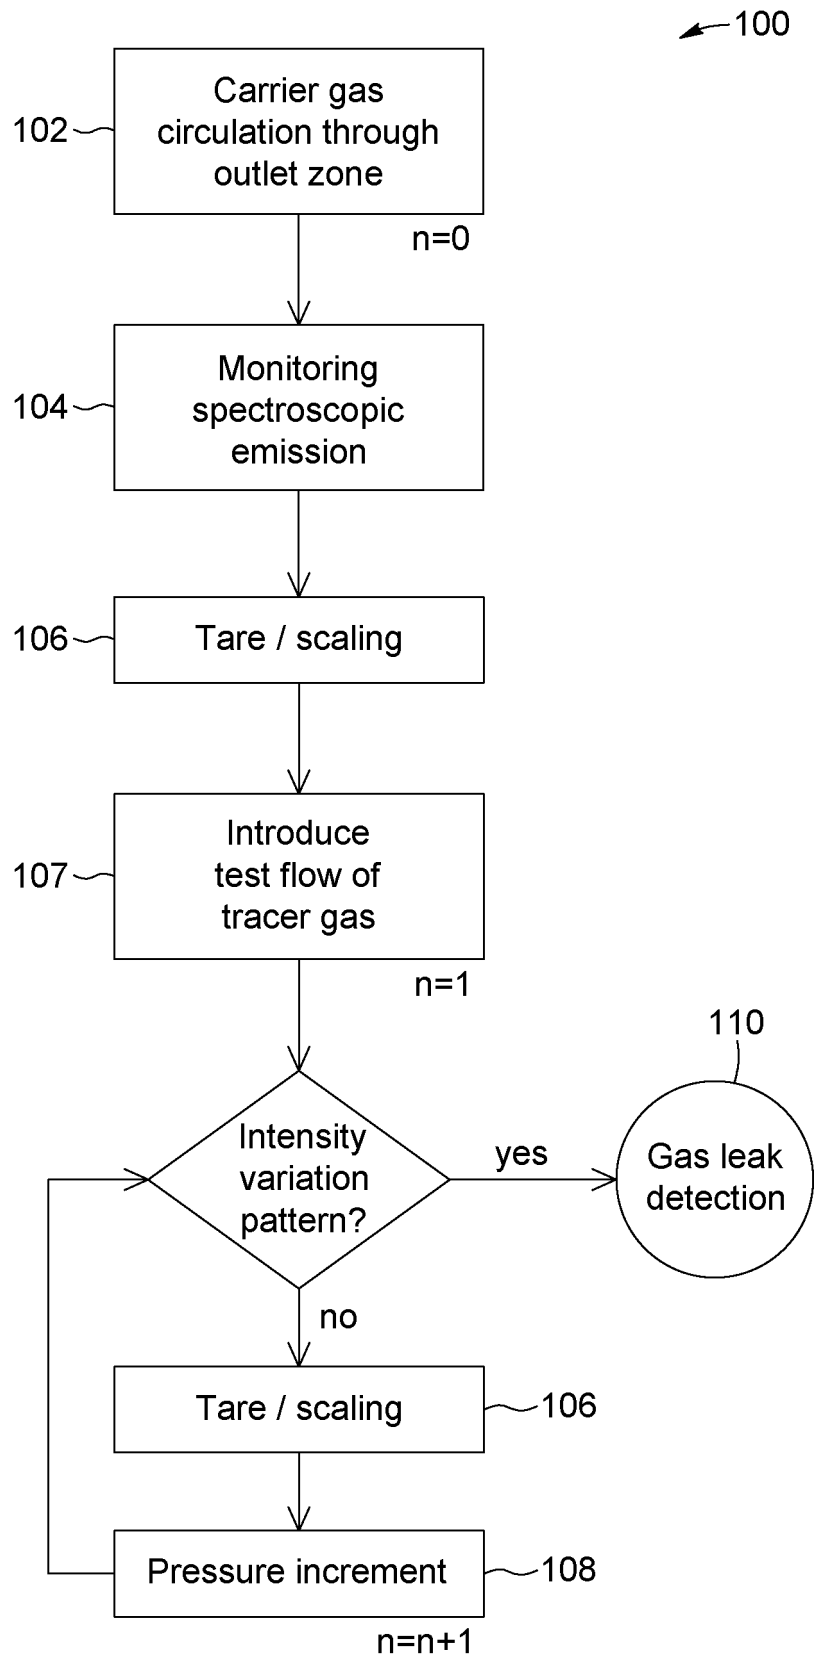 100
Carrier gas
circulation through
outlet zone
102
n=0
Monitoring
spectroscopic
emission
104
Tare / scaling
106
Introduce
test flow of
tracer gas
107
n=1
Intensity
variation
pattern?
yes
110
Gas leak
detection
no
Tare / scaling
106
Pressure increment
108
n=n+1